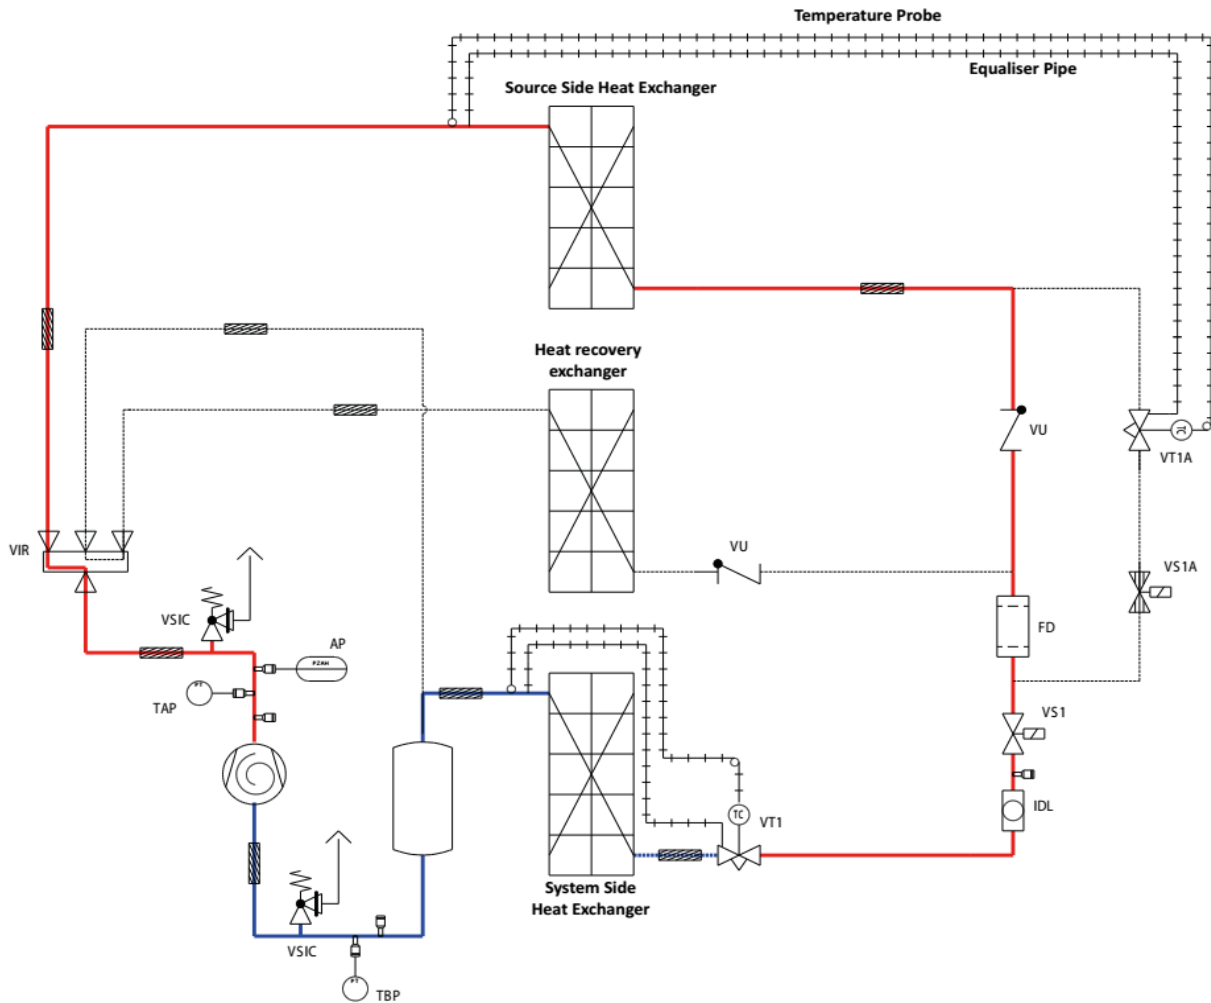 Temperature Probe
Equaliser Pipe
Source Side Heat Exchanger
Heat recovery
exchanger
VU
TC
VT1A
VIR
VU
VS1A
VSIC
AP
PZAH
FD
PT
TAP
VS1
IDL
TC
VT1
System Side
Heat Exchanger
VSIC
PT
TBP